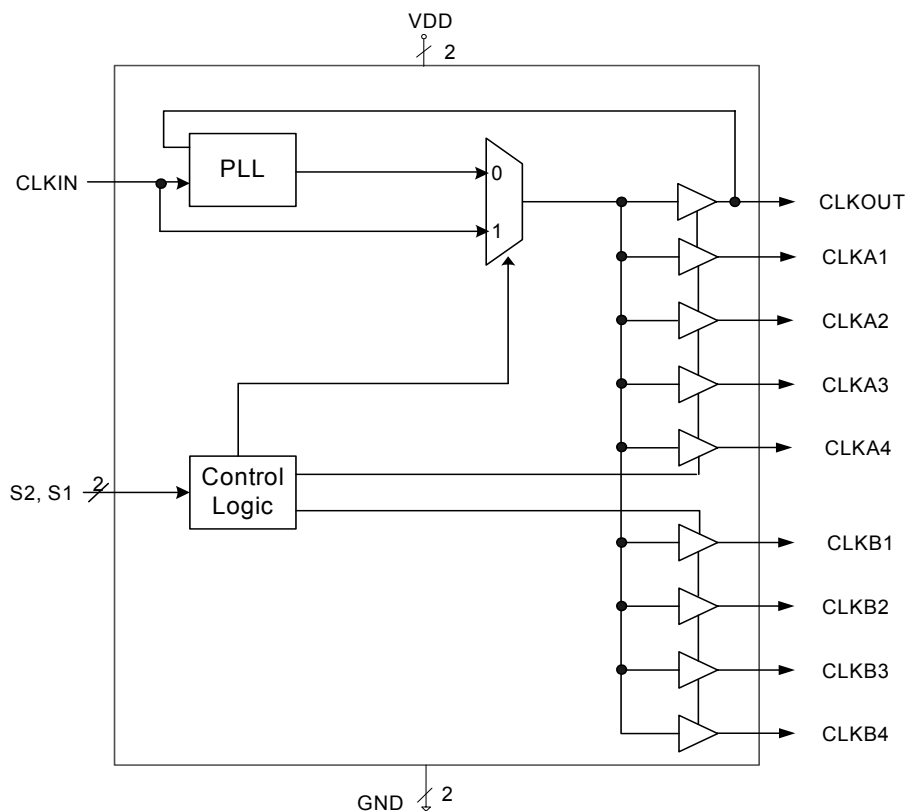 VDD
2
PLL
CLKIN
0
1
CLKOUT
CLKA1
CLKA2
CLKA3
CLKA4
Control
Logic
S2, S1
2
CLKB1
CLKB2
CLKB3
CLKB4
GND
2